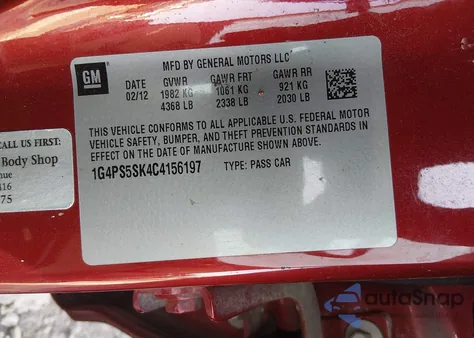 GM
MFD BY GENERAL MOTORS LLC
DATE GVWR GAWR FRT GAWR RR
02/12 1982 KG 1061 KG 921 KG
4368 LB 2338 LB 2030 LB
THIS VEHICLE CONFORMS TO ALL APPLICABLE U.S. FEDERAL MOTOR
VEHICLE SAFETY, BUMPER, AND THEFT PREVENTION STANDARDS IN
EFFECT ON THE DATE OF MANUFACTURE SHOWN ABOVE.
1G4PS5SK4C4156197 TYPE: PASS CAR
CALL US FIRST:
Body Shop
nue
416
75
autoSnap